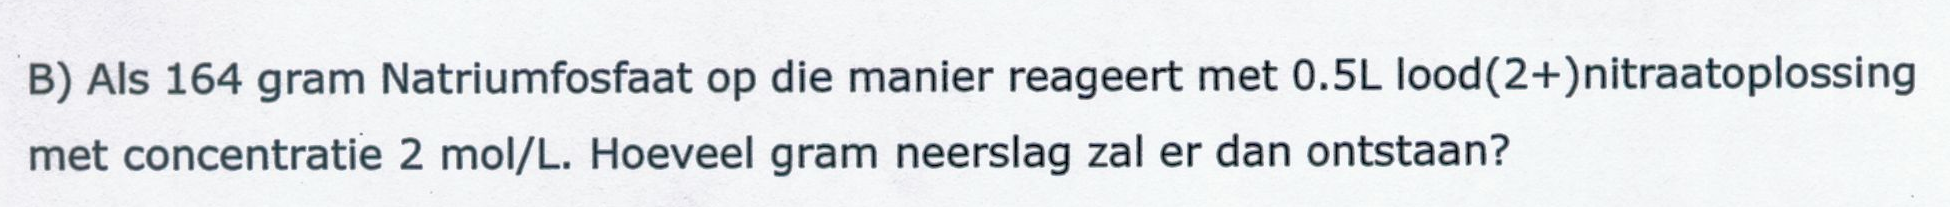 B) Als 164 gram Natriumfosfaat op die manier reageert met 0.5L lood(2+)nitraatoplossing
met concentratie 2 mol/L. Hoeveel gram neerslag zal er dan ontstaan?